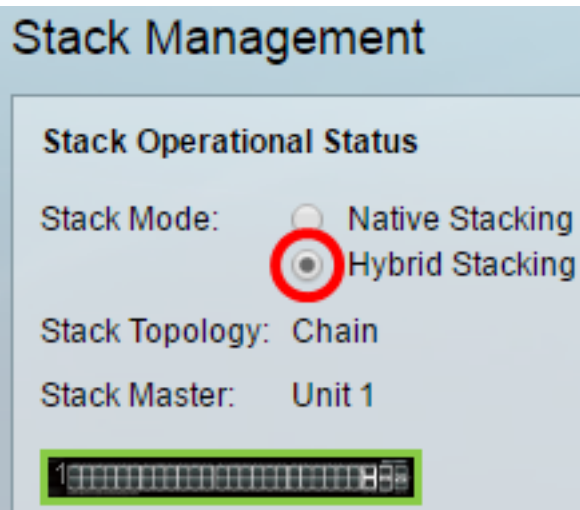 Stack Management
Stack Operational Status
Stack Mode: Native Stacking
Hybrid Stacking
Stack Topology: Chain
Stack Master: Unit 1
1